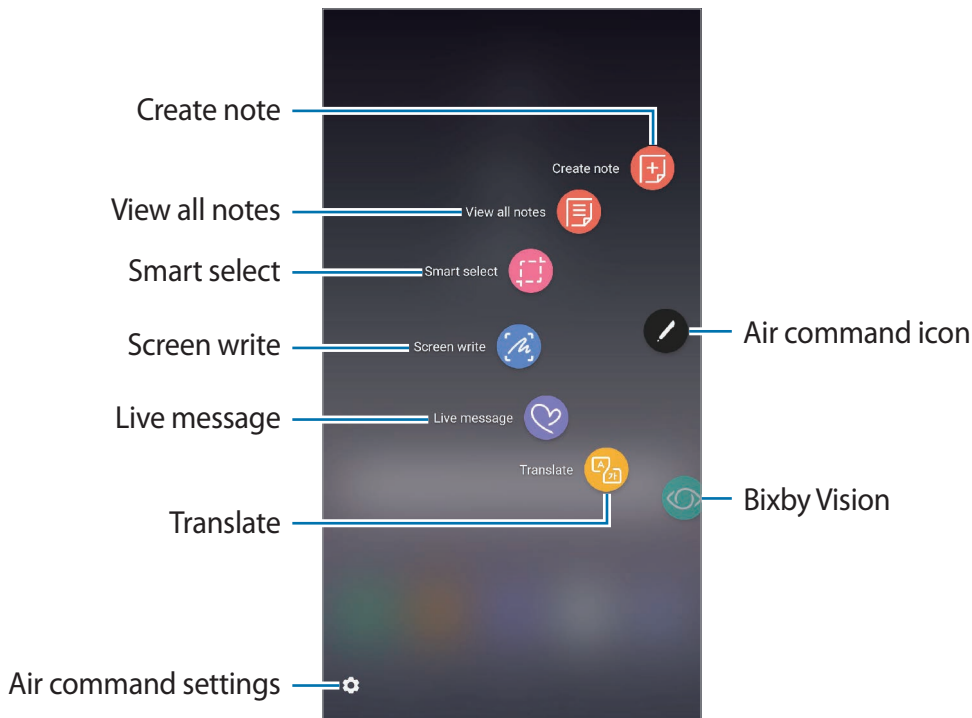 Create note
Create note
View all notes
View all notes
Smart select
Smart select
Air command icon
Screen write
Screen write
Live message
Live message
Translate
A
가
Bixby Vision
Translate
Air command settings